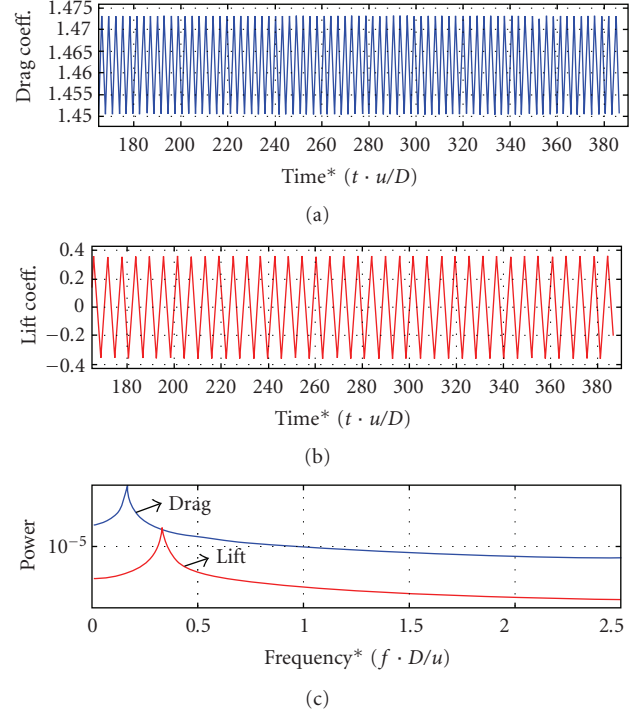 Drag coeff.
1.475
1.47
1.465
1.46
1.455
1.45
180 200 220 240 260 280 300 320 340 360 380
Time* (t · u/D)
(a)
Lift coeff.
0.4
0.2
0
−0.2
−0.4
180 200 220 240 260 280 300 320 340 360 380
Time* (t · u/D)
(b)
Power
10⁻⁵
Drag
Lift
0 0.5 1 1.5 2 2.5
Frequency* (f · D/u)
(c)